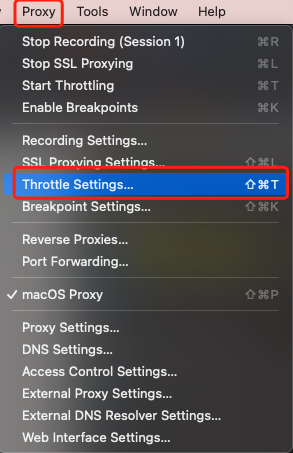 Proxy Tools Window Help
Stop Recording (Session 1) ⌘R
Stop SSL Proxying ⌘L
Start Throttling ⌘T
Enable Breakpoints ⌘K
Recording Settings...
SSL Proxying Settings... ⇧⌘L
Throttle Settings... ⇧⌘T
Breakpoint Settings... ⇧⌘K
Reverse Proxies...
Port Forwarding...
✓ macOS Proxy ⇧⌘P
Proxy Settings...
DNS Settings...
Access Control Settings...
External Proxy Settings...
External DNS Resolver Settings...
Web Interface Settings...